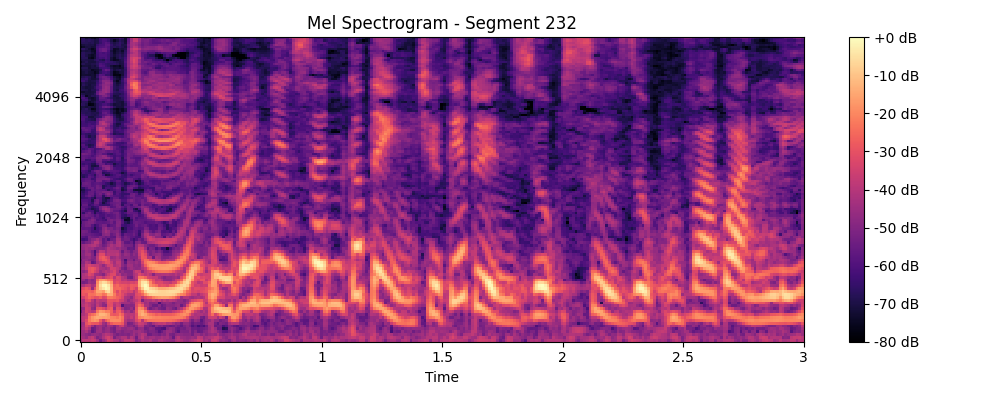 Mel Spectrogram - Segment 232
+0 dB
-10 dB
-20 dB
-30 dB
-40 dB
-50 dB
-60 dB
-70 dB
-80 dB
Frequency
4096
2048
1024
512
0
0
0.5
1
1.5
2
2.5
3
Time